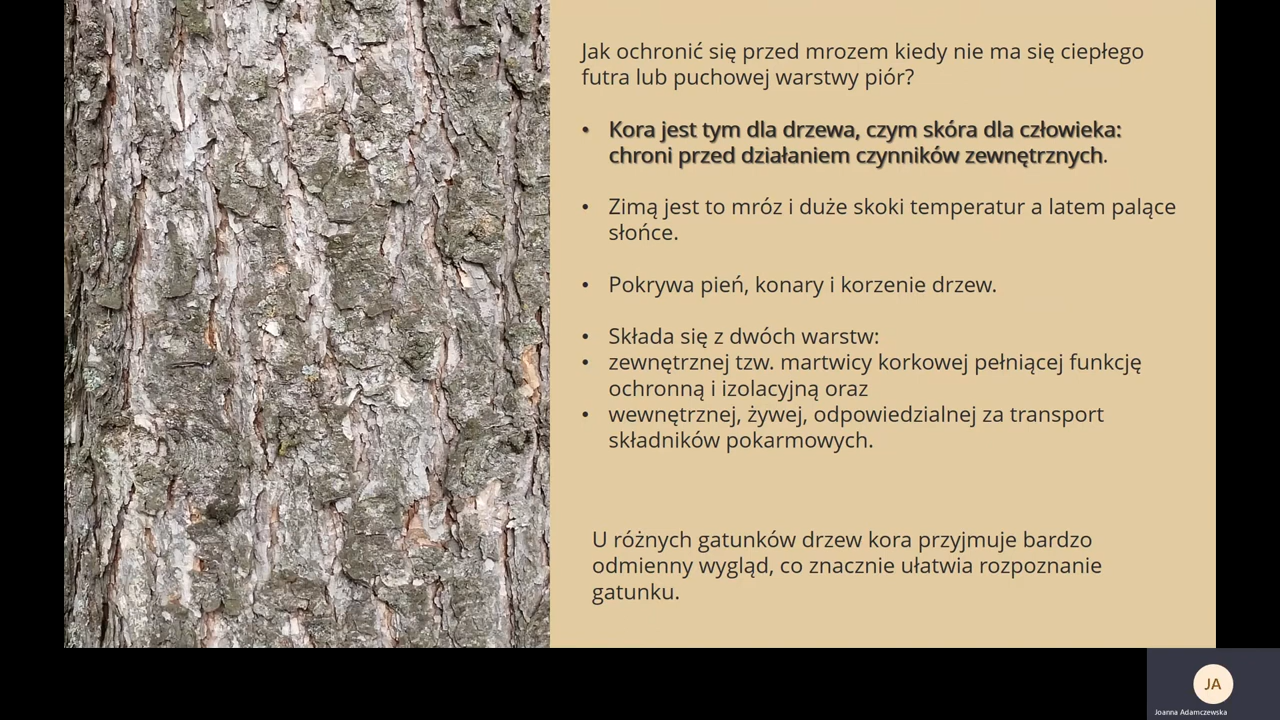 Jak ochronić się przed mrozem kiedy nie ma się ciepłego
futra lub puchowej warstwy piór?
• Kora jest tym dla drzewa, czym skóra dla człowieka:
chroni przed działaniem czynników zewnętrznych.
• Zimą jest to mróz i duże skoki temperatur a latem palące
słońce.
• Pokrywa pień, konary i korzenie drzew.
• Składa się z dwóch warstw:
• zewnętrznej tzw. martwicy korkowej pełniącej funkcję
ochronną i izolacyjną oraz
• wewnętrznej, żywej, odpowiedzialnej za transport
składników pokarmowych.
U różnych gatunków drzew kora przyjmuje bardzo
odmienny wygląd, co znacznie ułatwia rozpoznanie
gatunku.
JA
Joanna Adamczewska